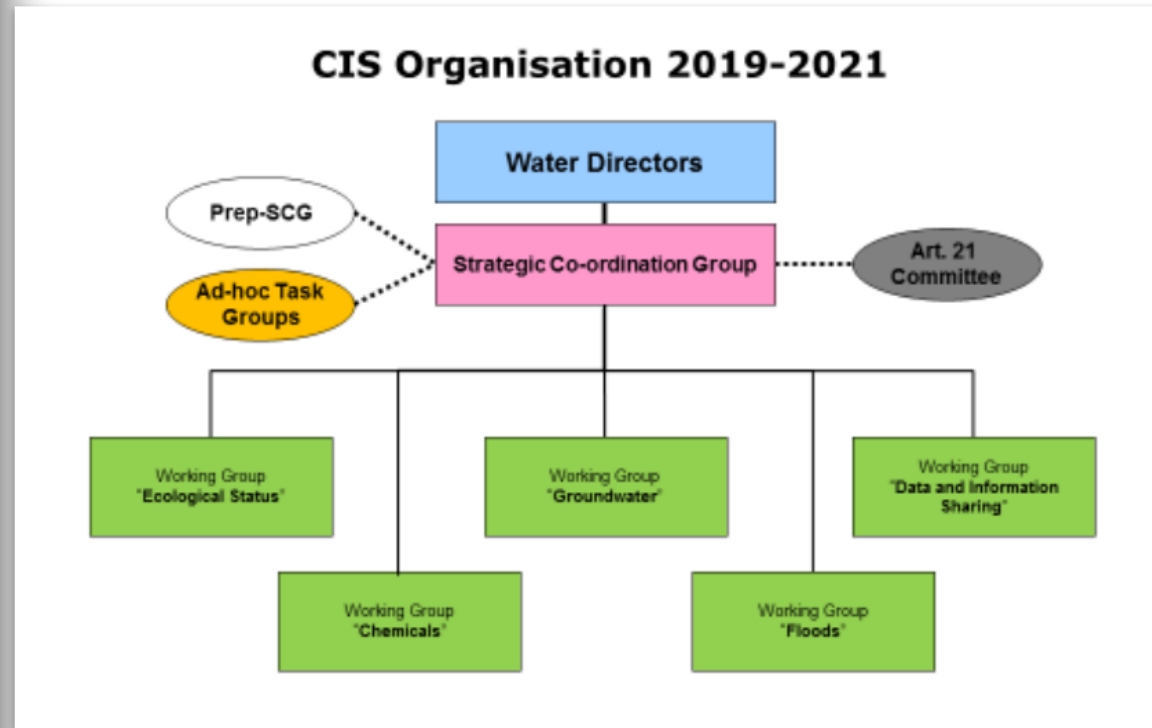 CIS Organisation 2019-2021
Water Directors
Prep-SCG
Strategic Co-ordination Group
Art. 21
Committee
Ad-hoc Task
Groups
Working Group
"Ecological Status"
Working Group
"Groundwater"
Working Group
"Data and Information
Sharing"
Working Group
"Chemicals"
Working Group
"Floods"